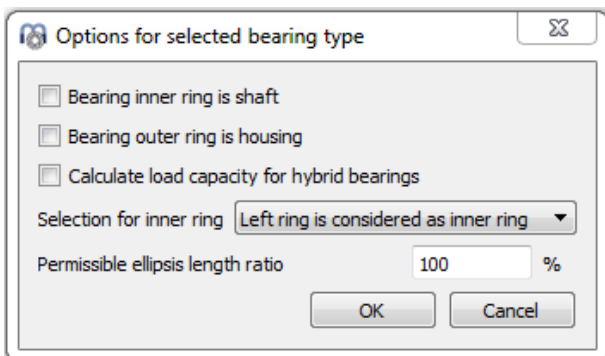 Options for selected bearing type
Bearing inner ring is shaft
Bearing outer ring is housing
Calculate load capacity for hybrid bearings
Selection for inner ring Left ring is considered as inner ring
Permissible ellipsis length ratio 100 %
OK Cancel